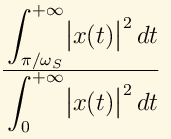 ∫_{π/ω_S}^{+∞} |x(t)|² dt
∫_0^{+∞} |x(t)|² dt